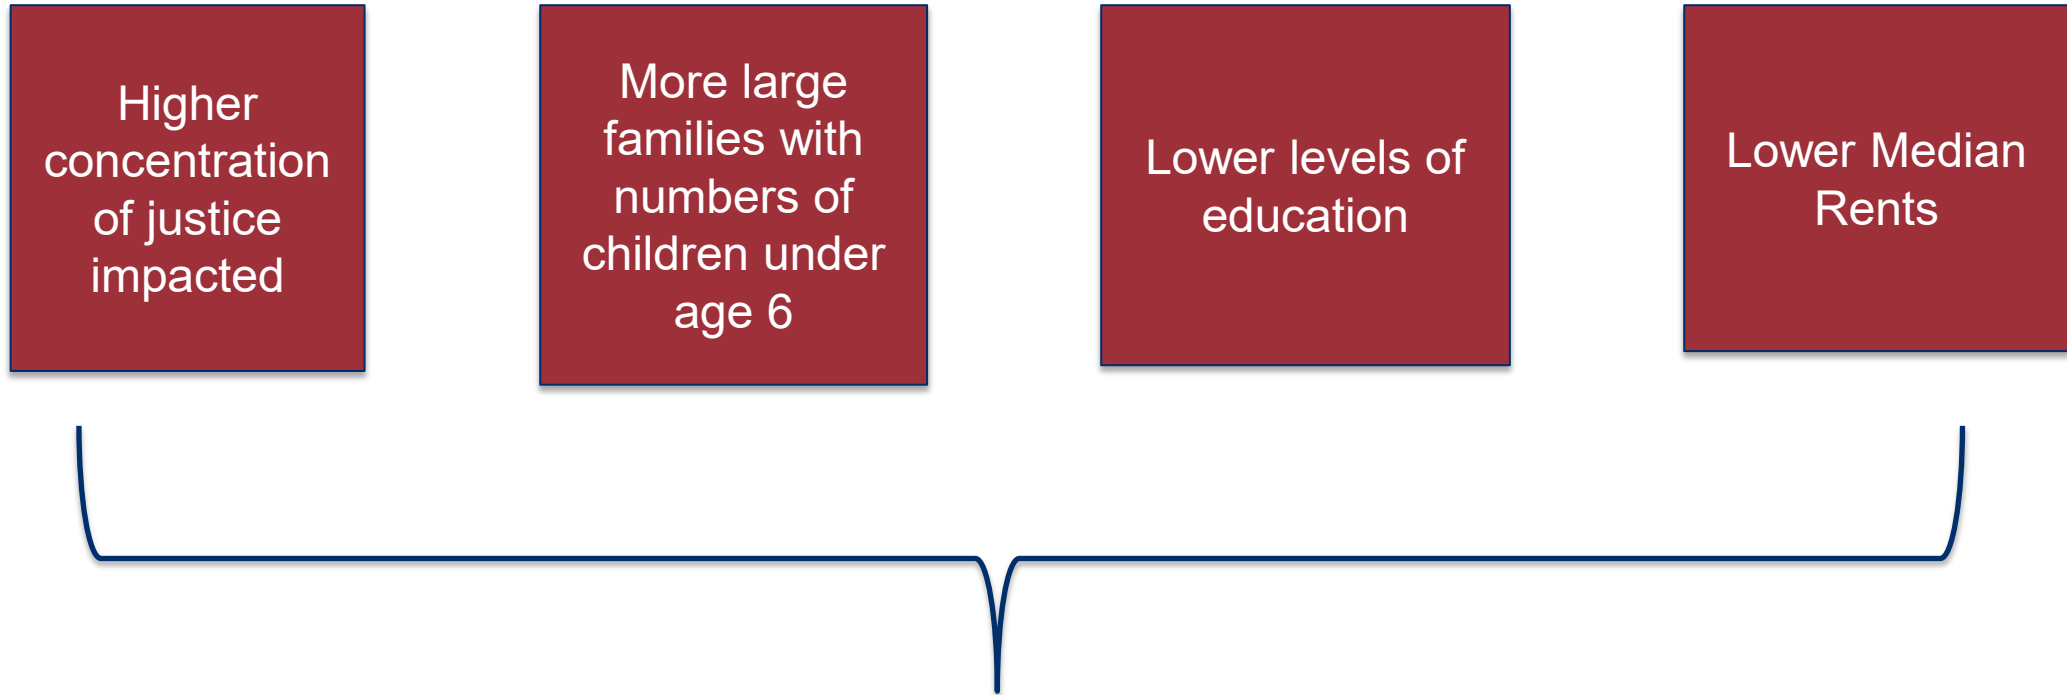 Higher
concentration
of justice
impacted
More large
families with
numbers of
children under
age 6
Lower levels of
education
Lower Median
Rents